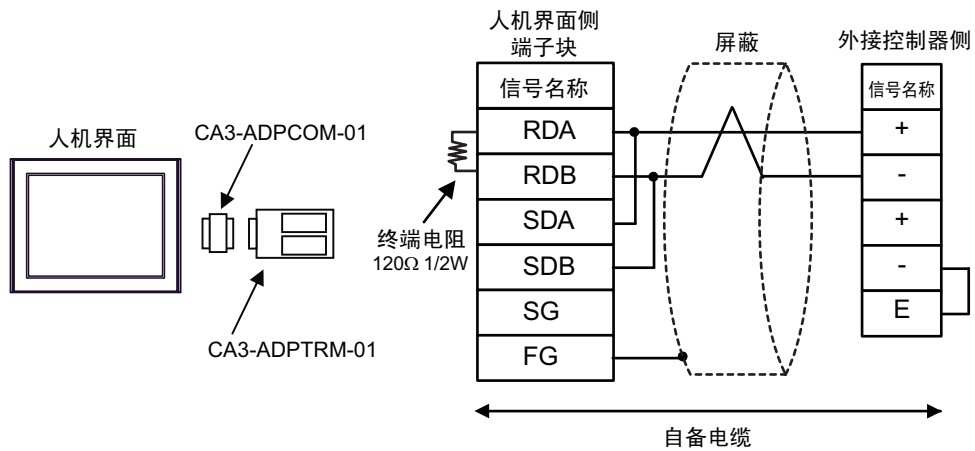 人机界面
CA3-ADPCOM-01
CA3-ADPTRM-01
终端电阻
120Ω 1/2W
人机界面侧
端子块
信号名称
RDA
RDB
SDA
SDB
SG
FG
屏蔽
外接控制器侧
信号名称
+
-
+
-
E
自备电缆